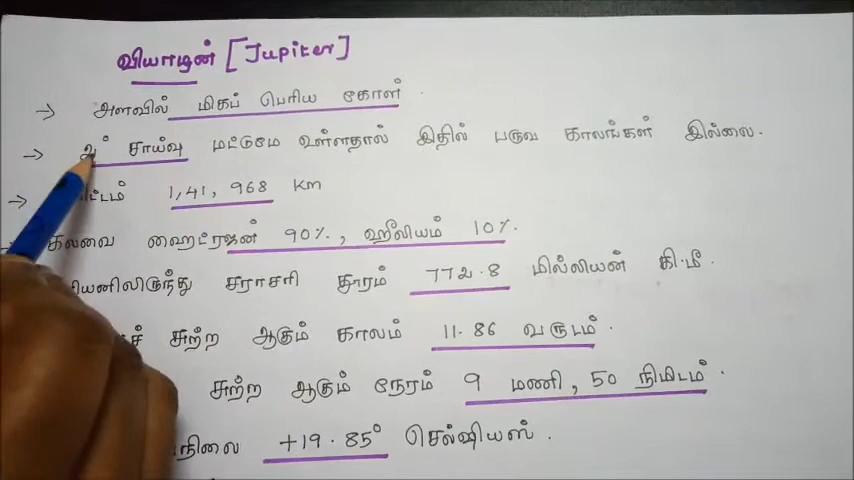 வியாழன் [Jupiter]
→ அளவில் மிகப் பெரிய கோள்.
→ சாய்வு மட்டுமே உள்ளதால் இதில் பருவ காலங்கள் இல்லை.
→ விட்டம் 1,41,968 km
கலவை ஹைட்ரஜன் 90%, ஹீலியம் 10%.
சராசரி தூரம் 772.8 மில்லியன் கி.மீ.
சுற்ற ஆகும் காலம் 11.86 வருடம்.
சுற்ற ஆகும் நேரம் 9 மணி, 50 நிமிடம்.
+19.85° செல்ஷியஸ்.